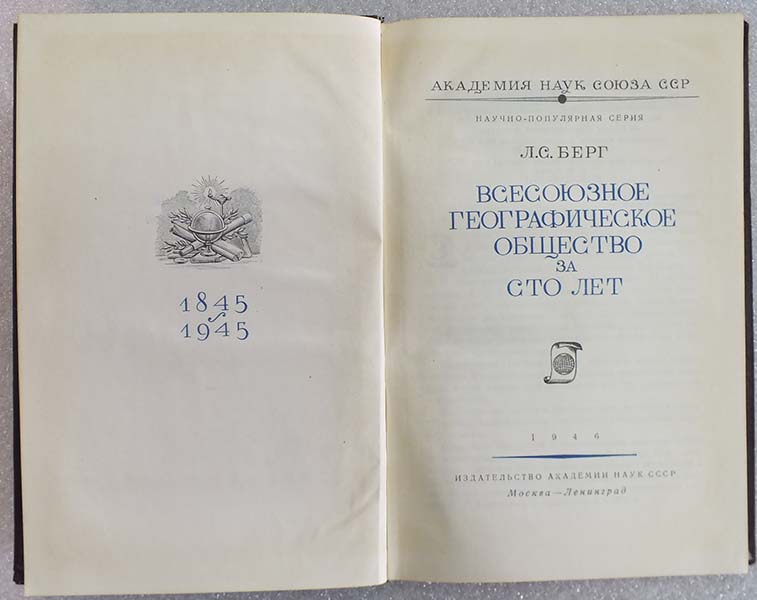 1845
1945
АКАДЕМИЯ НАУК СОЮЗА ССР
НАУЧНО-ПОПУЛЯРНАЯ СЕРИЯ
Л.С. БЕРГ
ВСЕСОЮЗНОЕ
ГЕОГРАФИЧЕСКОЕ
ОБЩЕСТВО
ЗА
СТО ЛЕТ
1946
ИЗДАТЕЛЬСТВО АКАДЕМИИ НАУК СССР
Москва—Ленинград